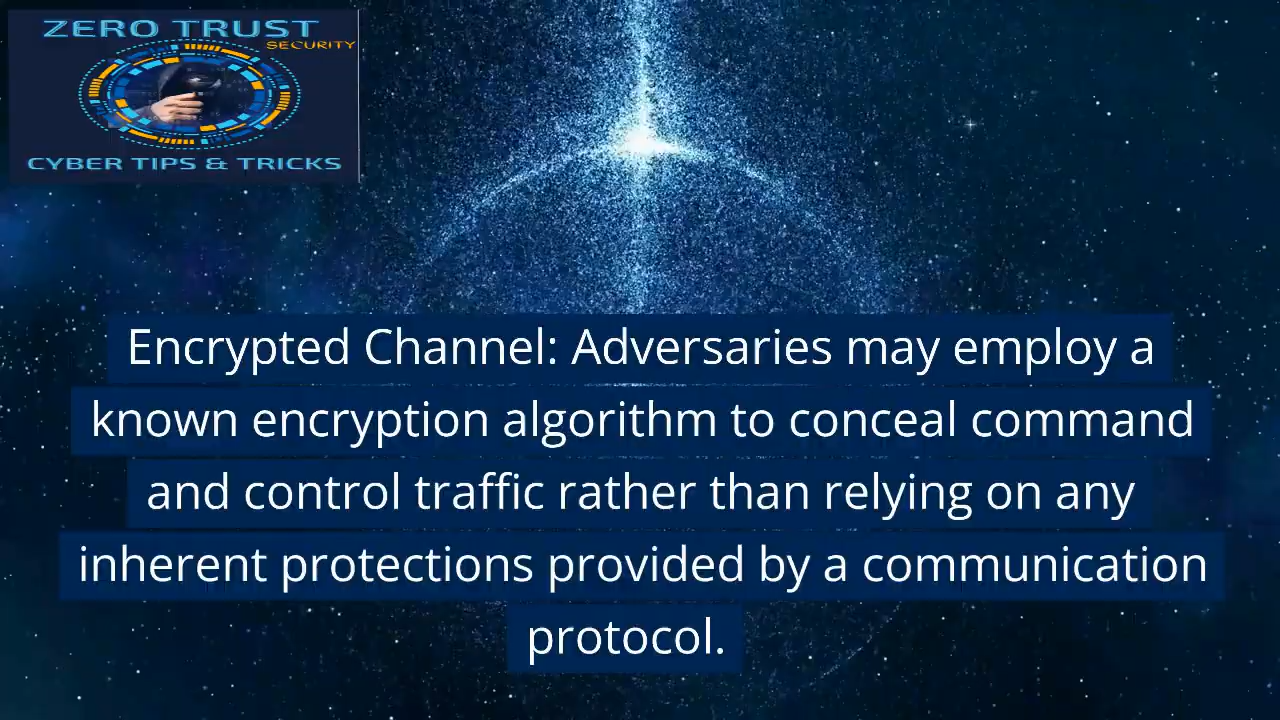 ZERO TRUST
SECURITY
CYBER TIPS & TRICKS
Encrypted Channel: Adversaries may employ a
known encryption algorithm to conceal command
and control traffic rather than relying on any
inherent protections provided by a communication
protocol.